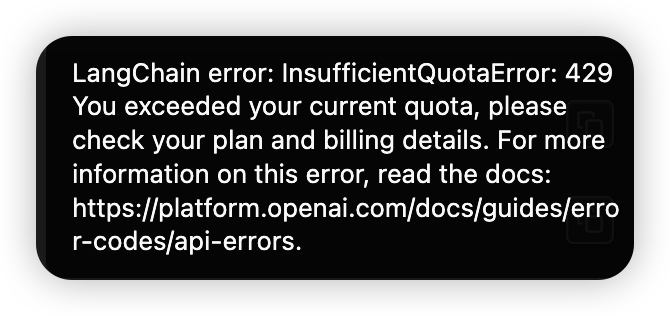 LangChain error: InsufficientQuotaError: 429
You exceeded your current quota, please
check your plan and billing details. For more
information on this error, read the docs:
https://platform.openai.com/docs/guides/erro
r-codes/api-errors.